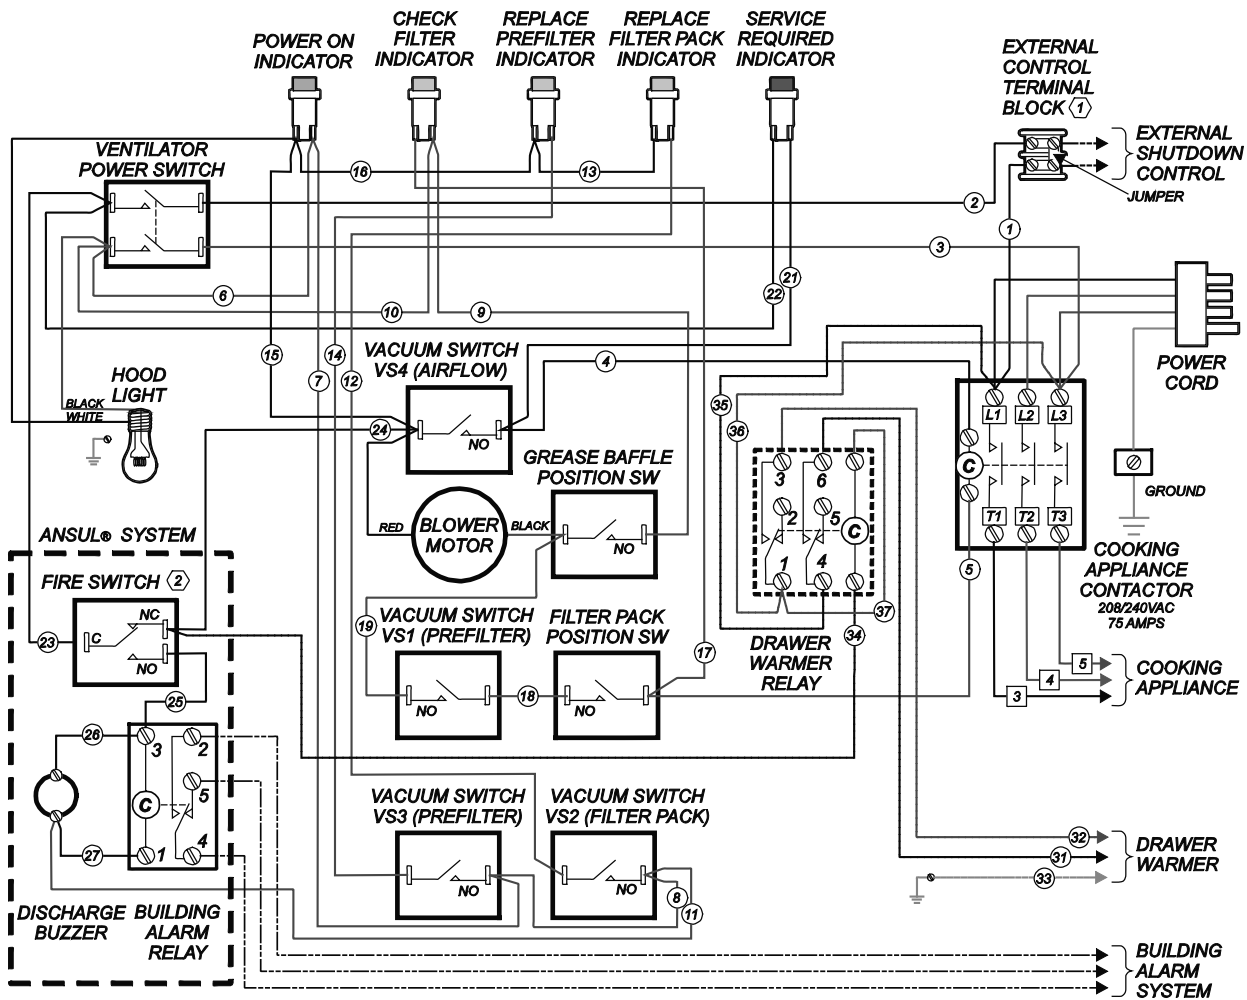 POWER ON
INDICATOR
CHECK
FILTER
INDICATOR
REPLACE
PREFILTER
INDICATOR
REPLACE
FILTER PACK
INDICATOR
SERVICE
REQUIRED
INDICATOR
EXTERNAL
CONTROL
TERMINAL
BLOCK 1
EXTERNAL
SHUTDOWN
CONTROL
JUMPER
VENTILATOR
POWER SWITCH
16
13
2
1
3
6
10
9
21
22
15
14
7
12
4
POWER
CORD
HOOD
LIGHT
BLACK
WHITE
VACUUM SWITCH
VS4 (AIRFLOW)
24
NO
35
36
L1
L2
L3
C
T1
T2
T3
GROUND
GREASE BAFFLE
POSITION SW
NO
RED
BLOWER
MOTOR
BLACK
3
6
2
5
C
1
4
37
34
5
COOKING
APPLIANCE
CONTACTOR
208/240VAC
75 AMPS
ANSUL® SYSTEM
FIRE SWITCH 2
NC
C
NO
23
25
19
VACUUM SWITCH
VS1 (PREFILTER)
NO
18
FILTER PACK
POSITION SW
NO
17
DRAWER
WARMER
RELAY
5
4
3
COOKING
APPLIANCE
26
3
2
C
5
1
4
27
VACUUM SWITCH
VS3 (PREFILTER)
NO
VACUUM SWITCH
VS2 (FILTER PACK)
NO
8
11
32
31
33
DRAWER
WARMER
DISCHARGE
BUZZER
BUILDING
ALARM
RELAY
BUILDING
ALARM
SYSTEM